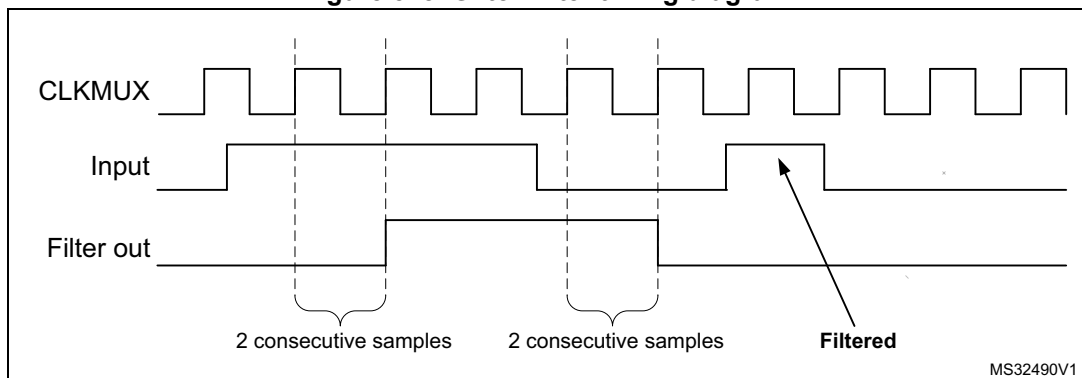 CLKMUX
Input
Filter out
2 consecutive samples 2 consecutive samples Filtered
MS32490V1